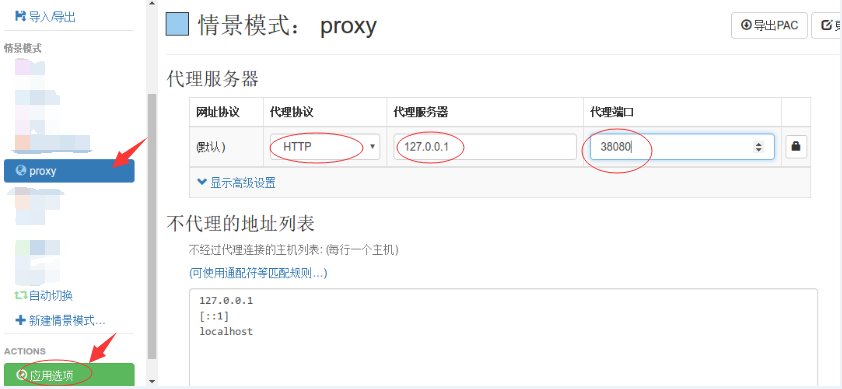 导入/导出
情景模式
proxy
自动切换
新建情景模式...
ACTIONS
应用选项
情景模式： proxy
导出PAC
代理服务器
网址协议 代理协议 代理服务器 代理端口
(默认) HTTP 127.0.0.1 38080
显示高级设置
不代理的地址列表
不经过代理连接的主机列表: (每行一个主机)
(可使用通配符等匹配规则...)
127.0.0.1
[::1]
localhost